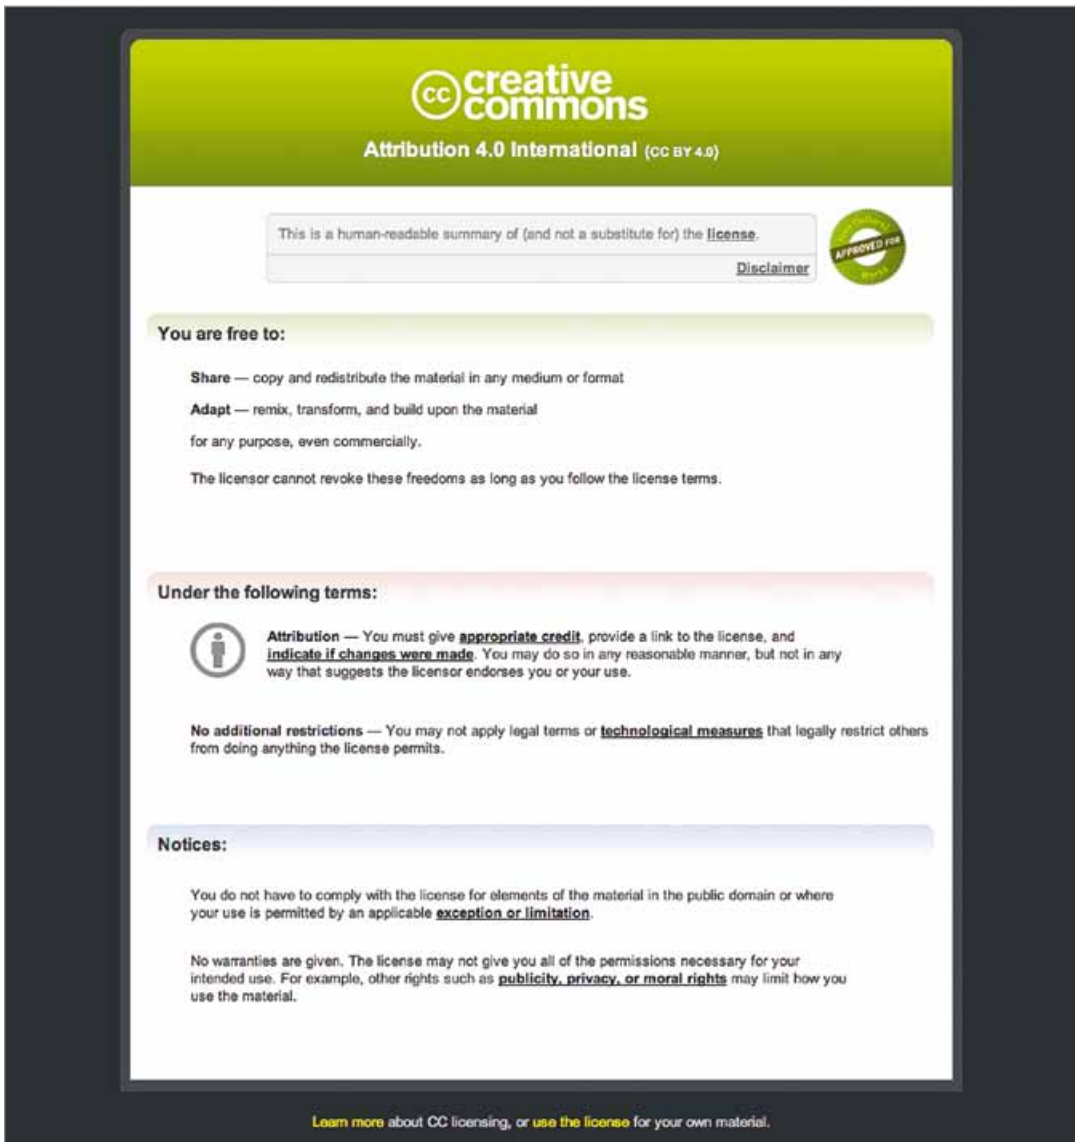 cc creative
commons
Attribution 4.0 International (CC BY 4.0)
This is a human-readable summary of (and not a substitute for) the license.
Disclaimer
APPROVED FOR
You are free to:
Share — copy and redistribute the material in any medium or format
Adapt — remix, transform, and build upon the material
for any purpose, even commercially.
The licensor cannot revoke these freedoms as long as you follow the license terms.
Under the following terms:
Attribution — You must give appropriate credit, provide a link to the license, and
indicate if changes were made. You may do so in any reasonable manner, but not in any
way that suggests the licensor endorses you or your use.
No additional restrictions — You may not apply legal terms or technological measures that legally restrict others
from doing anything the license permits.
Notices:
You do not have to comply with the license for elements of the material in the public domain or where
your use is permitted by an applicable exception or limitation.
No warranties are given. The license may not give you all of the permissions necessary for your
intended use. For example, other rights such as publicity, privacy, or moral rights may limit how you
use the material.
Learn more about CC licensing, or use the license for your own material.